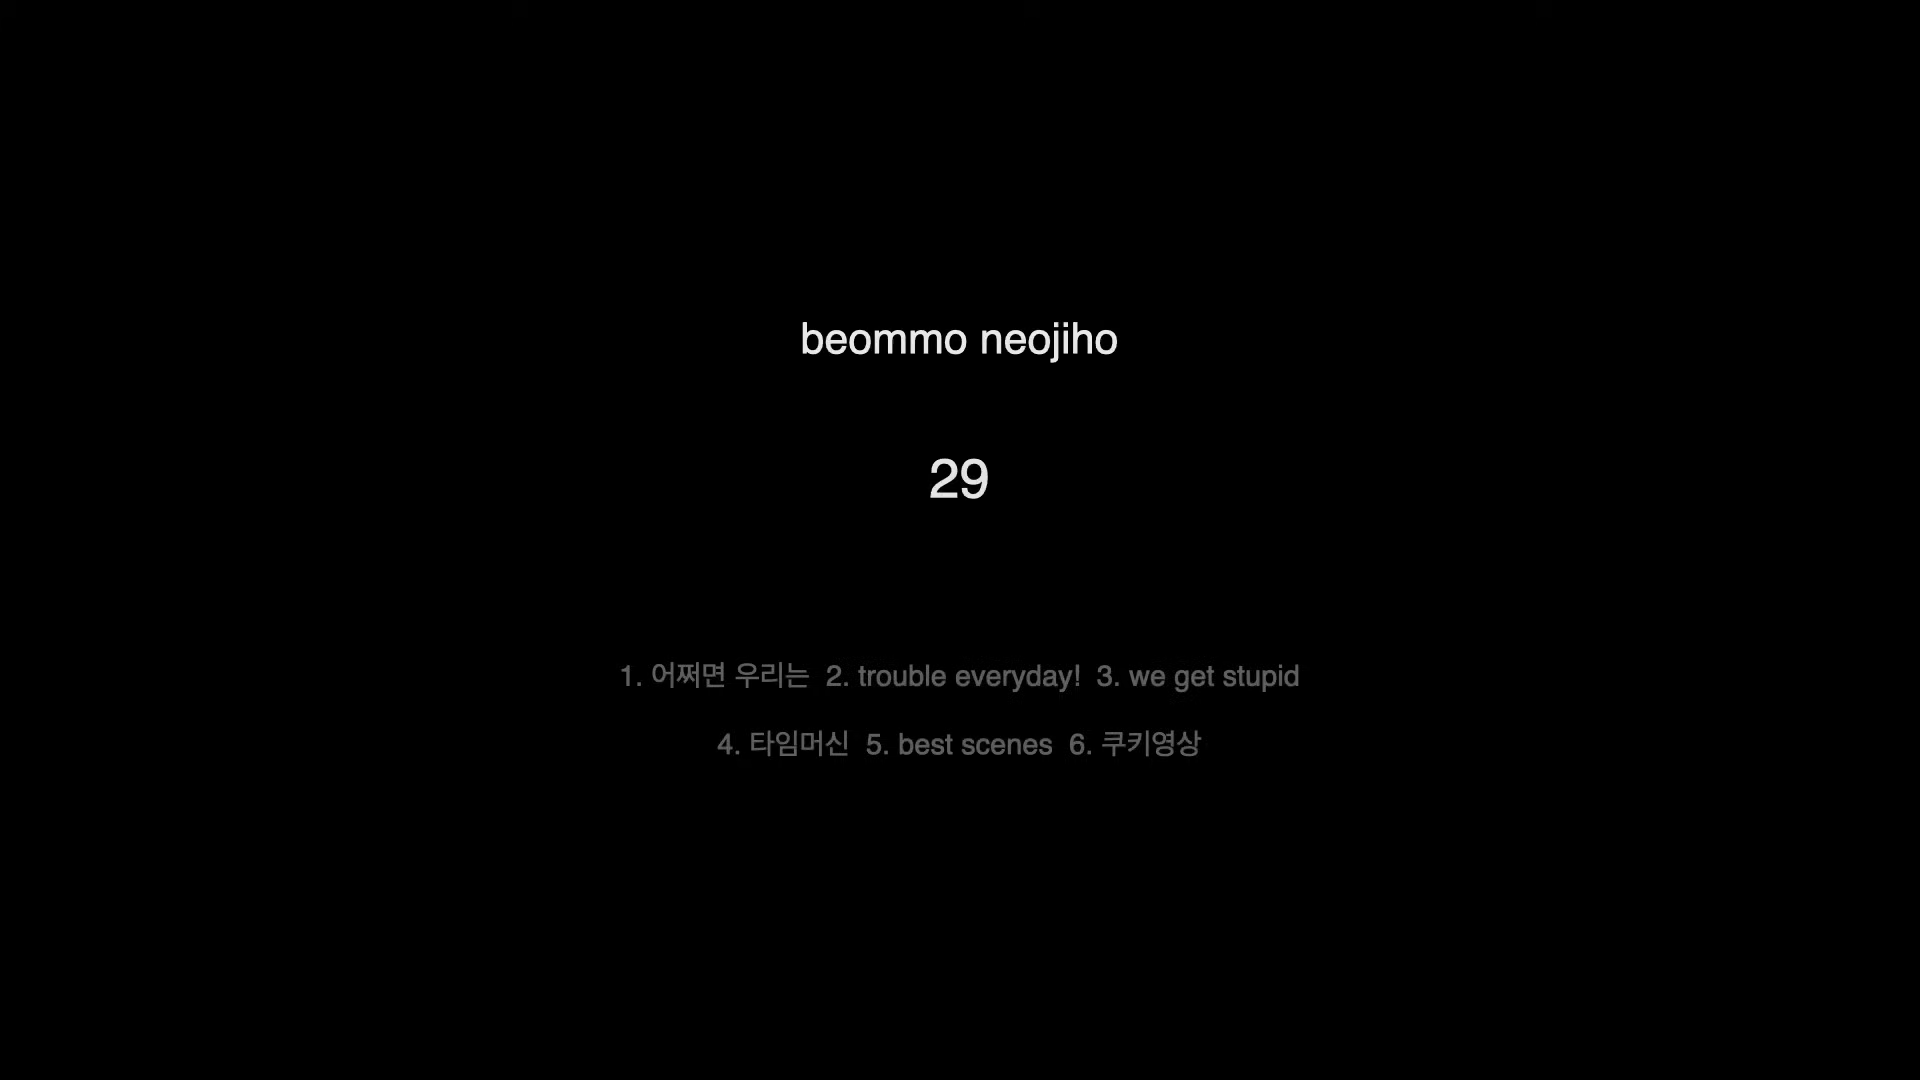 beommo neojiho
29
1. 어쩌면 우리는 2. trouble everyday! 3. we get stupid
4. 타임머신 5. best scenes 6. 쿠키영상